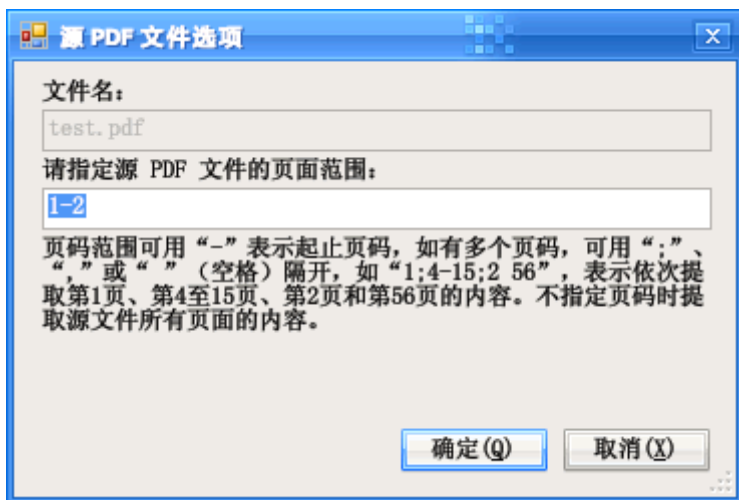 源 PDF 文件选项
文件名：
test.pdf
请指定源 PDF 文件的页面范围：
1-2
页码范围可用“-”表示起止页码，如有多个页码，可用“;”、
“,”或“ ”（空格）隔开，如“1;4-15;2 56”，表示依次提
取第1页、第4至15页、第2页和第56页的内容。不指定页码时提
取源文件所有页面的内容。
确定(Q) 取消(X)